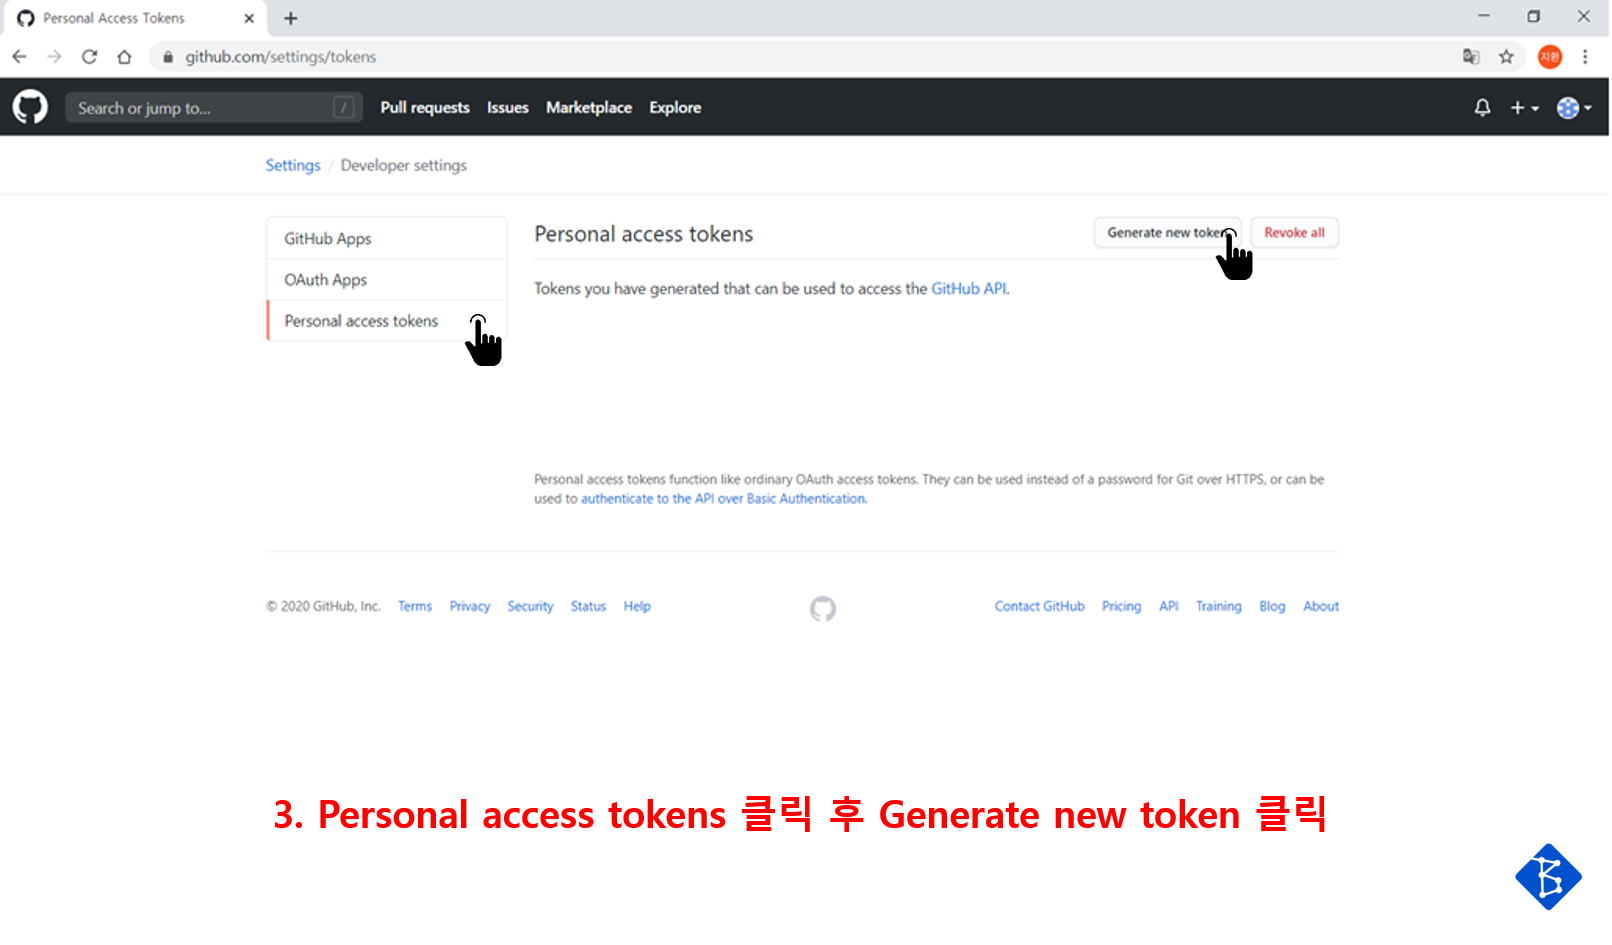 Personal Access Tokens
github.com/settings/tokens
지환
Search or jump to...
/
Pull requests
Issues
Marketplace
Explore
Settings / Developer settings
GitHub Apps
OAuth Apps
Personal access tokens
Personal access tokens
Generate new token
Revoke all
Tokens you have generated that can be used to access the GitHub API.
Personal access tokens function like ordinary OAuth access tokens. They can be used instead of a password for Git over HTTPS, or can be
used to authenticate to the API over Basic Authentication.
© 2020 GitHub, Inc.
Terms
Privacy
Security
Status
Help
Contact GitHub
Pricing
API
Training
Blog
About
3. Personal access tokens 클릭 후 Generate new token 클릭